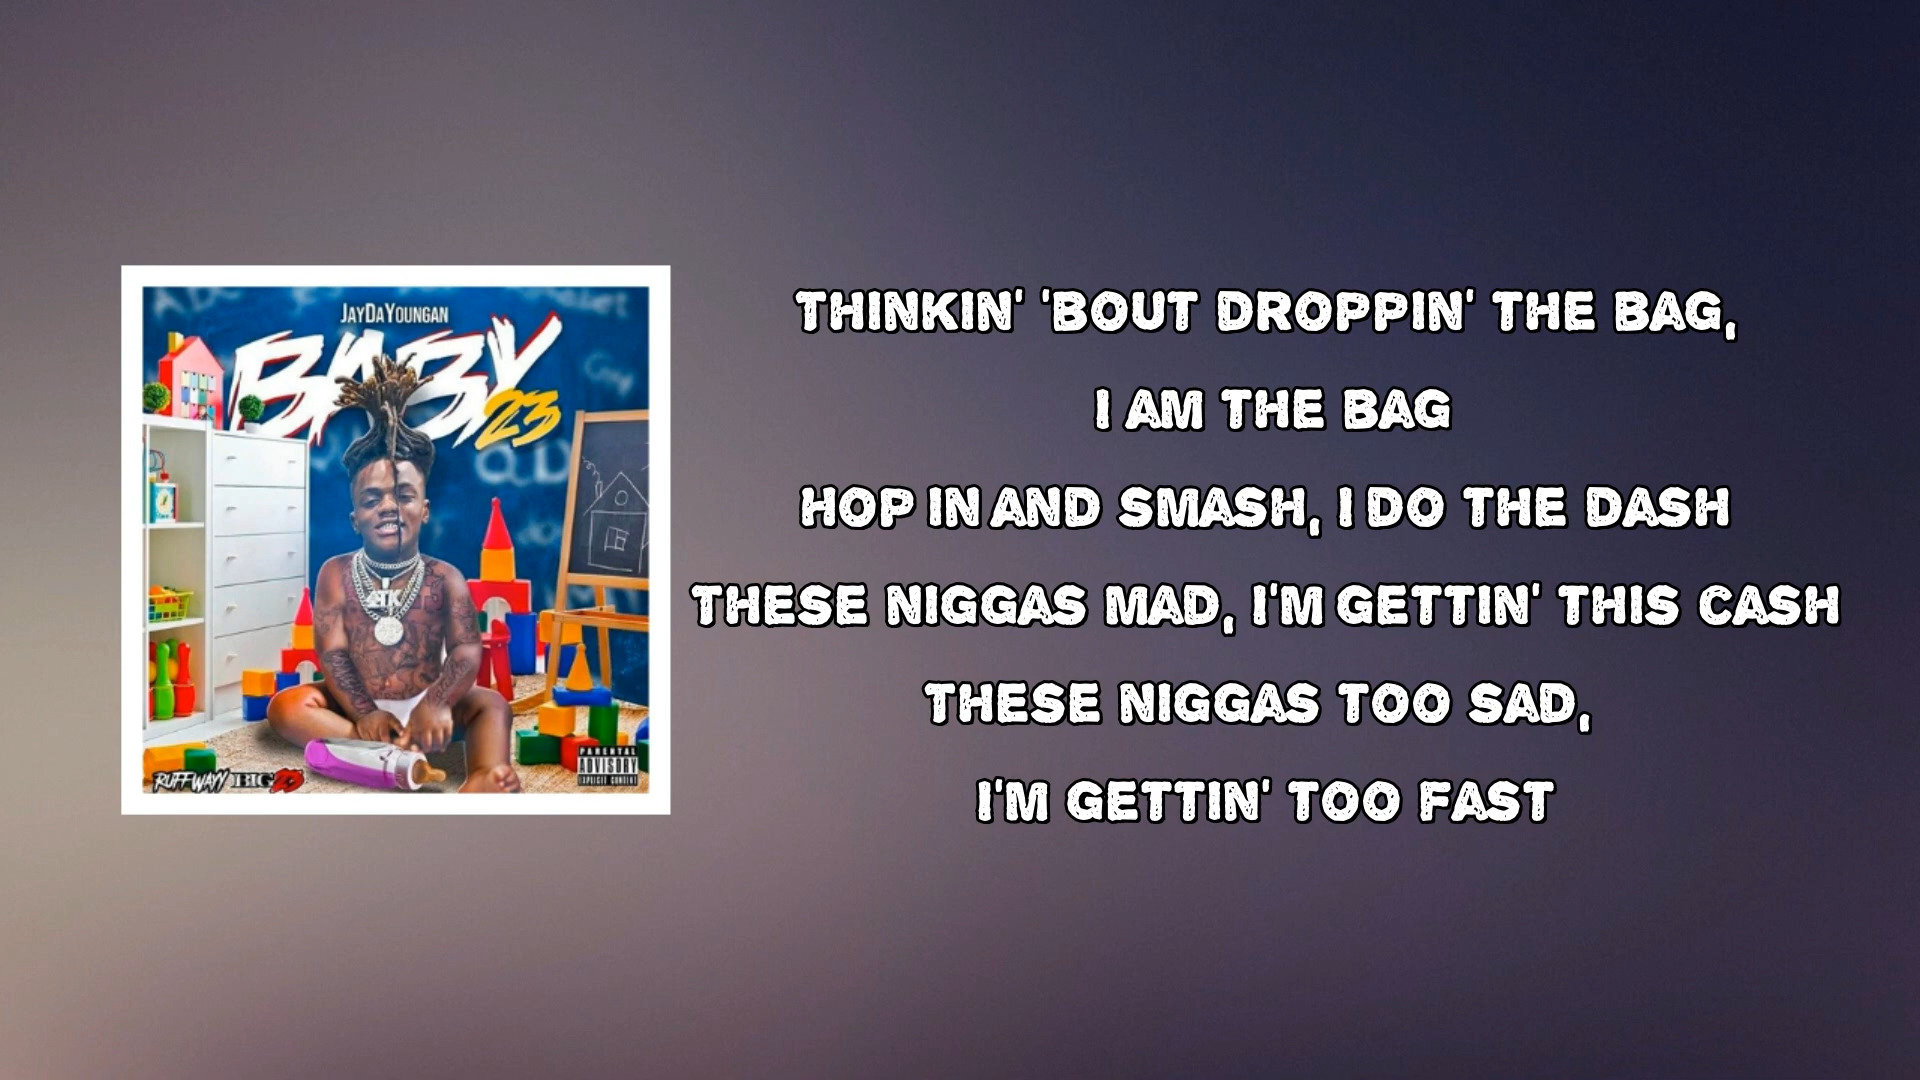 JAYDAYOUNGAN
BABY
23
RUFFWAYY BIG23
PARENTAL
ADVISORY
EXPLICIT CONTENT
THINKIN' 'BOUT DROPPIN' THE BAG,
I AM THE BAG
HOP IN AND SMASH, I DO THE DASH
THESE NIGGAS MAD, I'M GETTIN' THIS CASH
THESE NIGGAS TOO SAD,
I'M GETTIN' TOO FAST